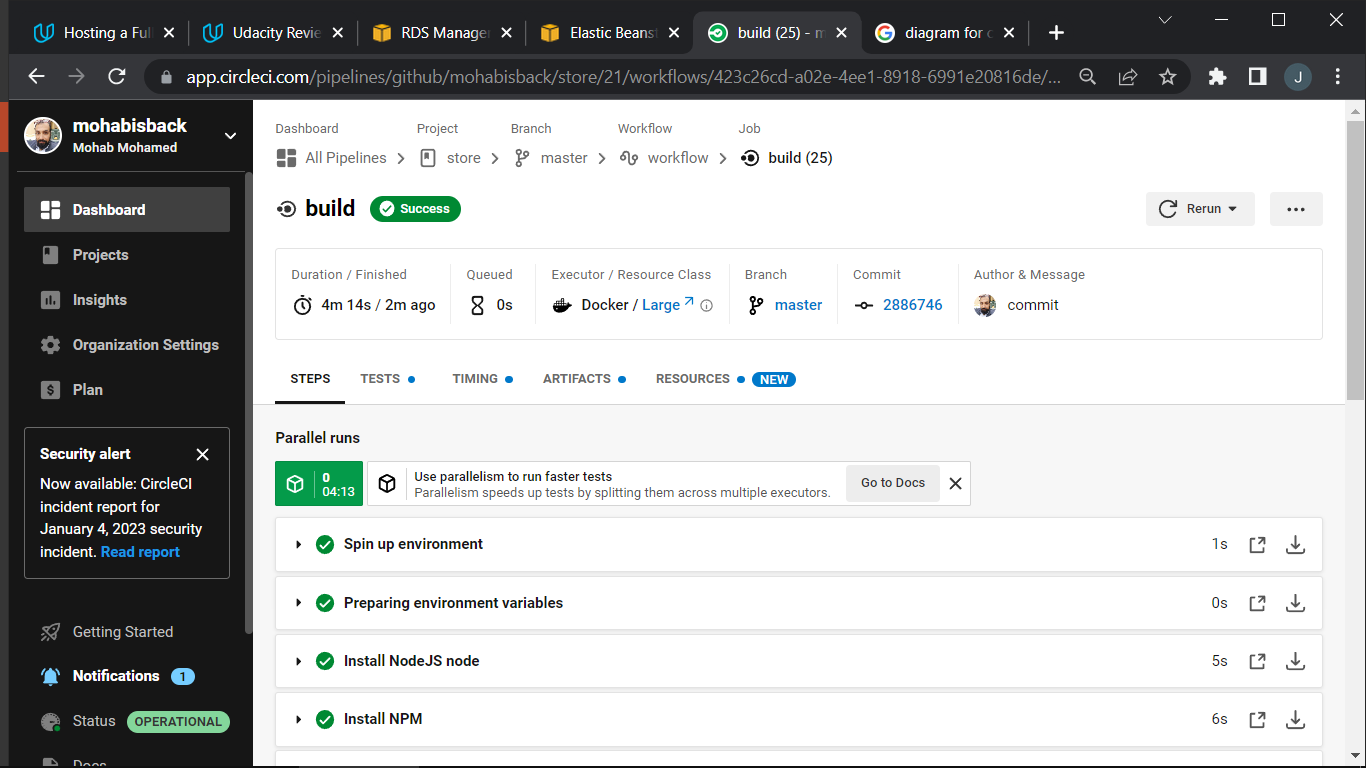 Hosting a Ful
Udacity Revie
RDS Manager
Elastic Beanst
build (25) - m
diagram for c
app.circleci.com/pipelines/github/mohabisback/store/21/workflows/423c26cd-a02e-4ee1-8918-6991e20816de/...
J
mohabisback
Mohab Mohamed
Dashboard
Projects
Insights
Organization Settings
Plan
Security alert
Now available: CircleCI
incident report for
January 4, 2023 security
incident. Read report
Getting Started
Notifications 1
Status OPERATIONAL
Docs
Dashboard Project Branch Workflow Job
All Pipelines store master workflow build (25)
build Success
Rerun
Duration / Finished Queued Executor / Resource Class Branch Commit Author & Message
4m 14s / 2m ago 0s Docker / Large master 2886746 commit
STEPS TESTS TIMING ARTIFACTS RESOURCES NEW
Parallel runs
0
04:13
Use parallelism to run faster tests
Parallelism speeds up tests by splitting them across multiple executors.
Go to Docs
Spin up environment 1s
Preparing environment variables 0s
Install NodeJS node 5s
Install NPM 6s